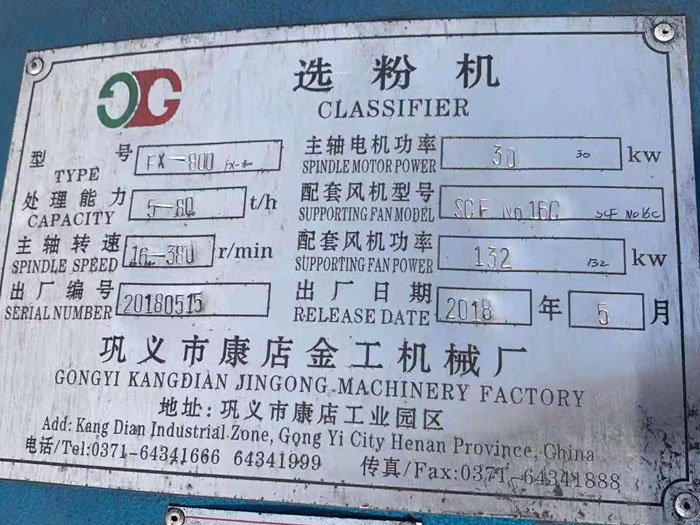 选粉机
CLASSIFIER
型号 TYPE FX-800 FX-80
主轴电机功率 SPINDLE MOTOR POWER 30 30 kw
处理能力 CAPACITY 5-80 t/h
配套风机型号 SUPPORTING FAN MODEL SCF No.16C SCF No16C
主轴转速 SPINDLE SPEED 16-380 r/min
配套风机功率 SUPPORTING FAN POWER 132 132 kw
出厂编号 SERIAL NUMBER 20180515
出厂日期 RELEASE DATE 2018 年 5 月
巩义市康店金工机械厂
GONGYI KANGDIAN JINGONG MACHINERY FACTORY
地址: 巩义市康店工业园区
Add: Kang Dian Industrial Zone, Gong Yi City Henan Province, China
电话/Tel:0371-64341666 64341999 传真/Fax:0371-64341888